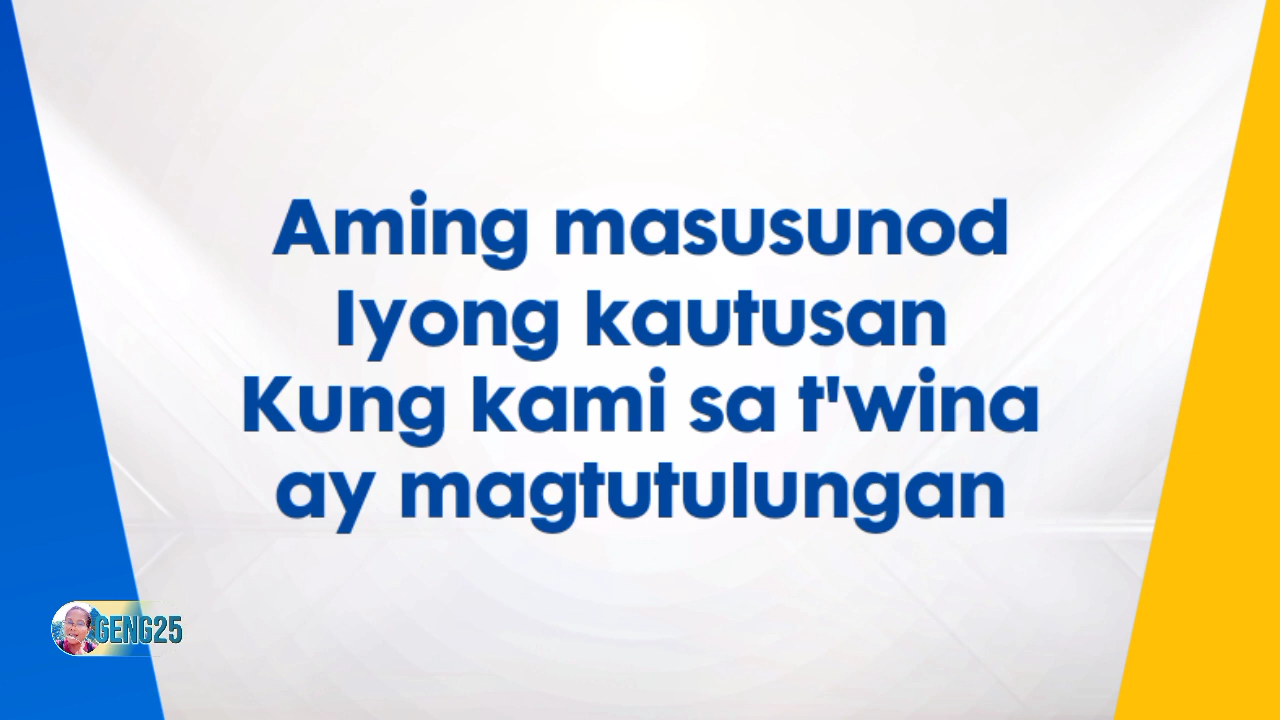 Aming masusunod
Iyong kautusan
Kung kami sa t'wina
ay magtutulungan
GENG25